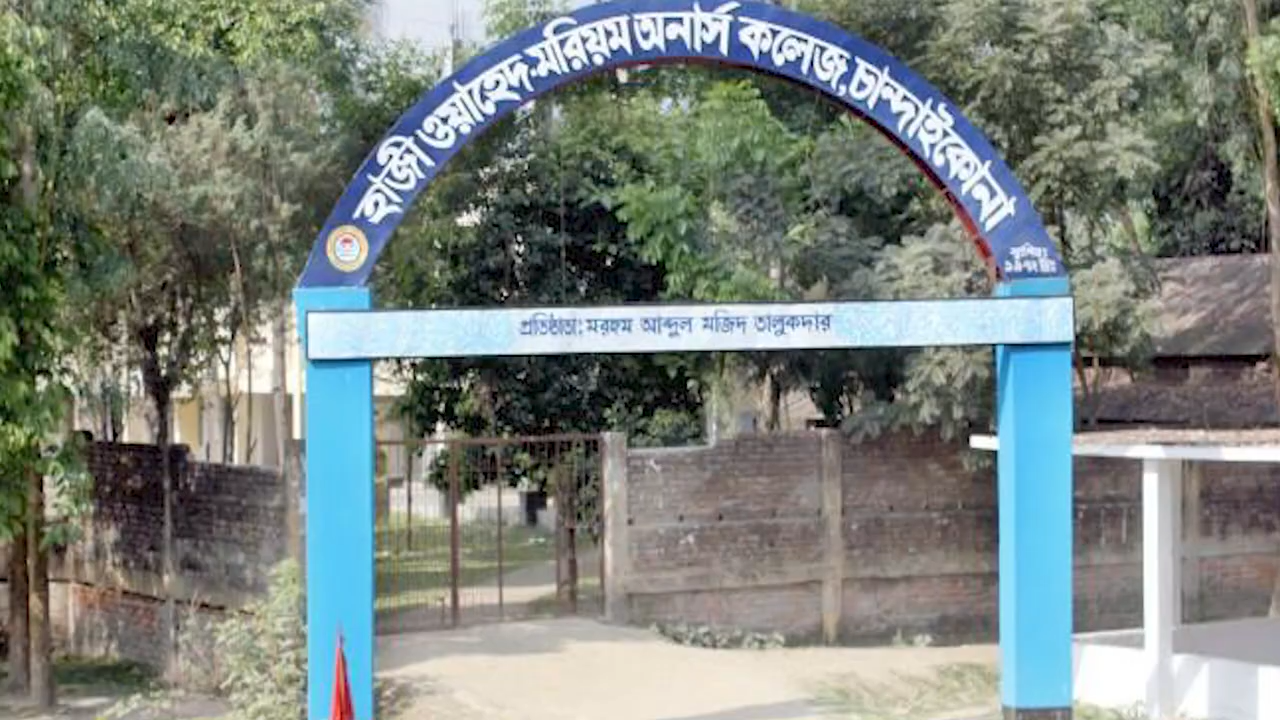 হাজী ওয়াহেদ-মরিয়ম অনার্স কলেজ, চান্দাইকোনা
স্থাপিতঃ
প্রতিষ্ঠাতা: মরহুম আব্দুল মজিদ তালুকদার